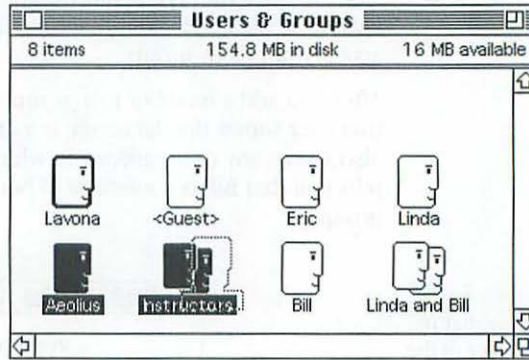 Users & Groups
8 items 154.8 MB in disk 16 MB available
Lavona <Guest> Eric Linda
Aeolius Instructors Bill Linda and Bill